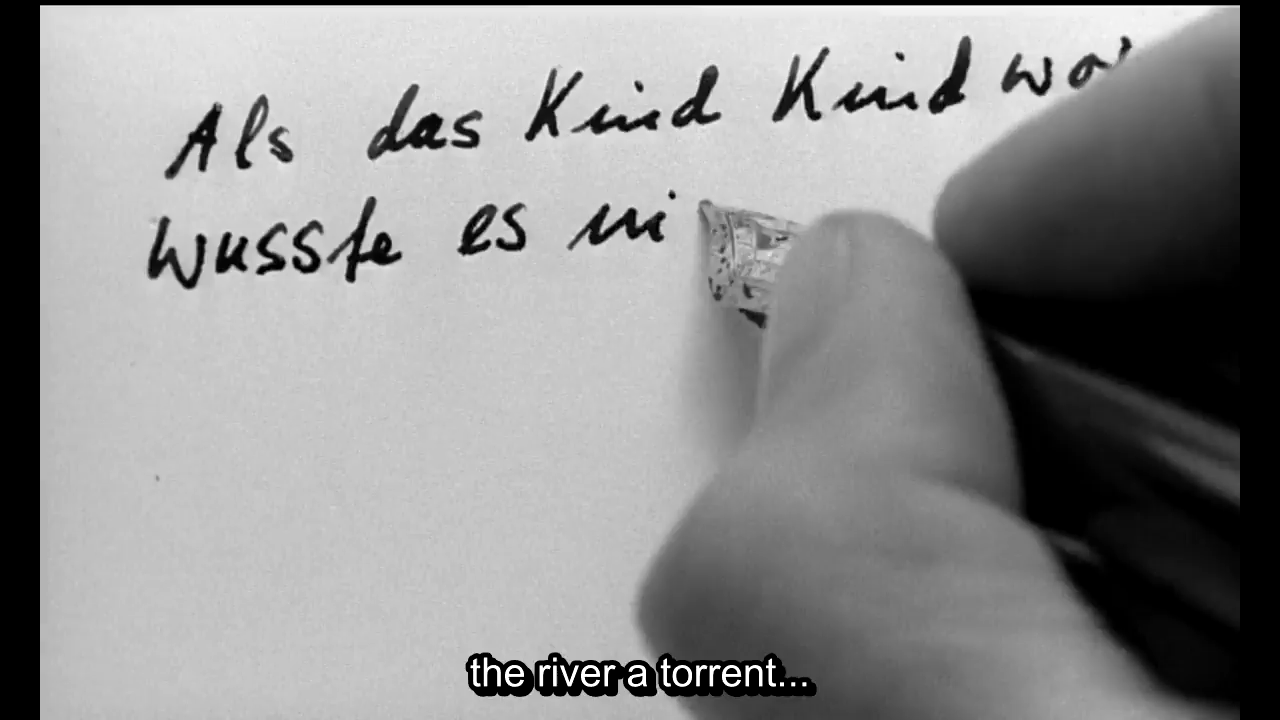 Als das Kind Kind wa
wusste es ni
the river a torrent...